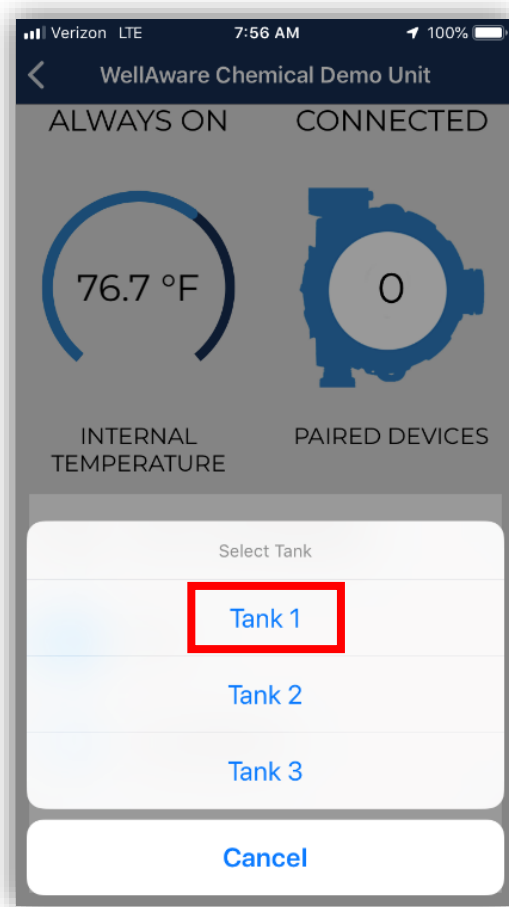 Verizon LTE 7:56 AM 100%
WellAware Chemical Demo Unit
ALWAYS ON CONNECTED
76.7 °F 0
INTERNAL TEMPERATURE PAIRED DEVICES
Select Tank
Tank 1
Tank 2
Tank 3
Cancel